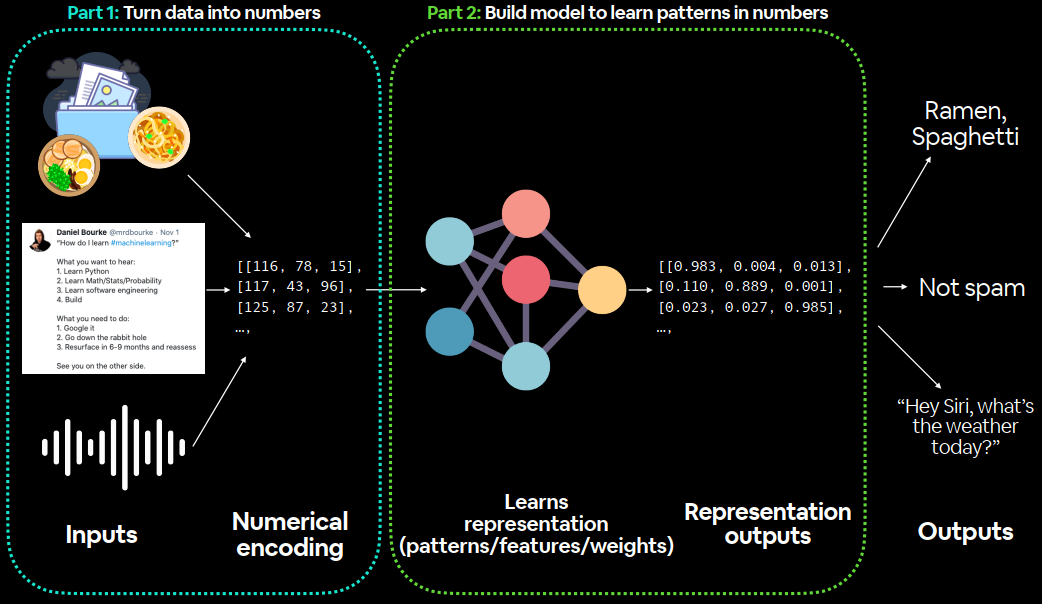 Part 1: Turn data into numbers
Part 2: Build model to learn patterns in numbers
Daniel Bourke @mrdbourke · Nov 1
“How do I learn #machinelearning?”
What you want to hear:
1. Learn Python
2. Learn Math/Stats/Probability
3. Learn software engineering
4. Build
What you need to do:
1. Google it
2. Go down the rabbit hole
3. Resurface in 6-9 months and reassess
See you on the other side.
[[116, 78, 15],
[117, 43, 96],
[125, 87, 23],
…,
[[0.983, 0.004, 0.013],
[0.110, 0.889, 0.001],
[0.023, 0.027, 0.985],
…,
Ramen,
Spaghetti
Not spam
“Hey Siri, what’s
the weather
today?”
Inputs
Numerical
encoding
Learns
representation
(patterns/features/weights)
Representation
outputs
Outputs